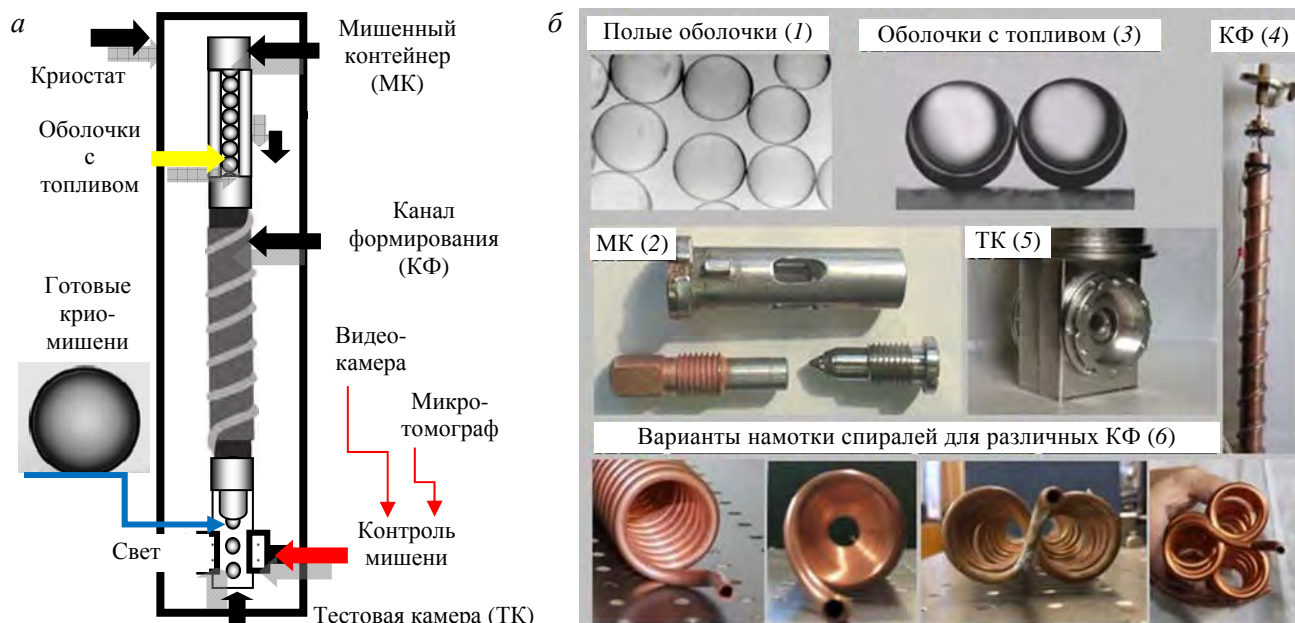 а
Мишенный
контейнер
(МК)
Криостат
Оболочки
с
топливом
Канал
формирования
(КФ)
Готовые
крио-
мишени
Видео-
камера
Микро-
томограф
Контроль
мишени
Свет
Тестовая камера (ТК)
б
Полые оболочки (1)
Оболочки с топливом (3)
КФ (4)
МК (2)
ТК (5)
Варианты намотки спиралей для различных КФ (6)